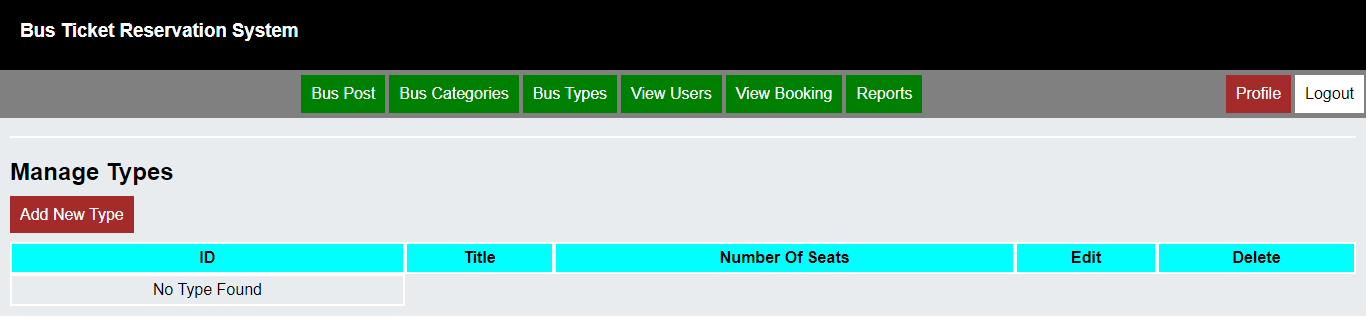 Bus Ticket Reservation System
Bus Post Bus Categories Bus Types View Users View Booking Reports Profile Logout
Manage Types
Add New Type
ID Title Number Of Seats Edit Delete
No Type Found